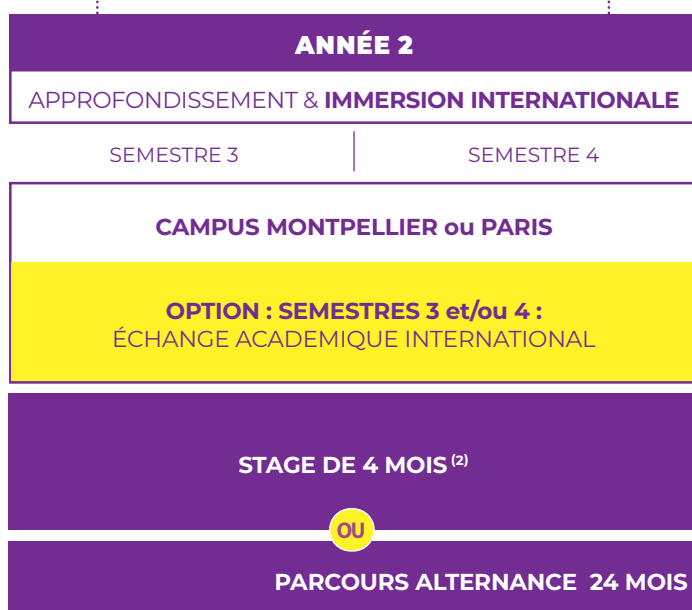 ANNÉE 2
APPROFONDISSEMENT & IMMERSION INTERNATIONALE
SEMESTRE 3
SEMESTRE 4
CAMPUS MONTPELLIER ou PARIS
OPTION : SEMESTRES 3 et/ou 4 :
ÉCHANGE ACADEMIQUE INTERNATIONAL
STAGE DE 4 MOIS (2)
OU
PARCOURS ALTERNANCE 24 MOIS